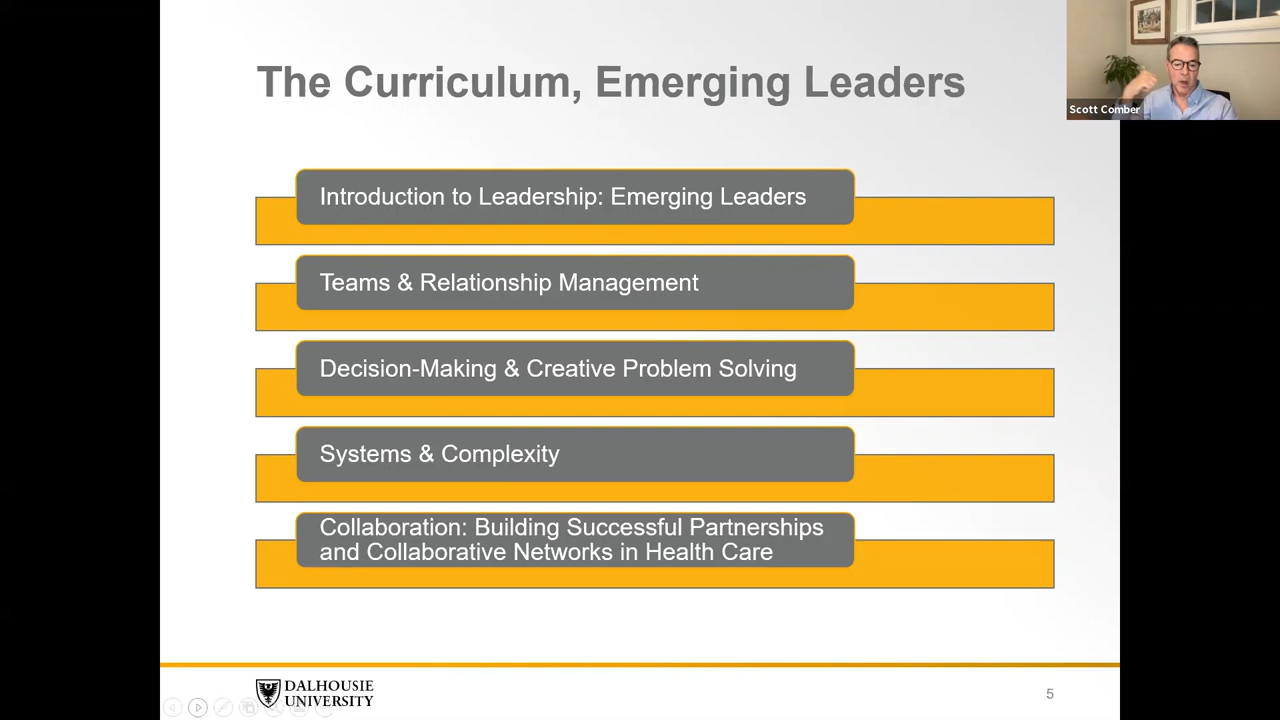 The Curriculum, Emerging Leaders
Scott Comber
Introduction to Leadership: Emerging Leaders
Teams & Relationship Management
Decision-Making & Creative Problem Solving
Systems & Complexity
Collaboration: Building Successful Partnerships
and Collaborative Networks in Health Care
DALHOUSIE
UNIVERSITY
5